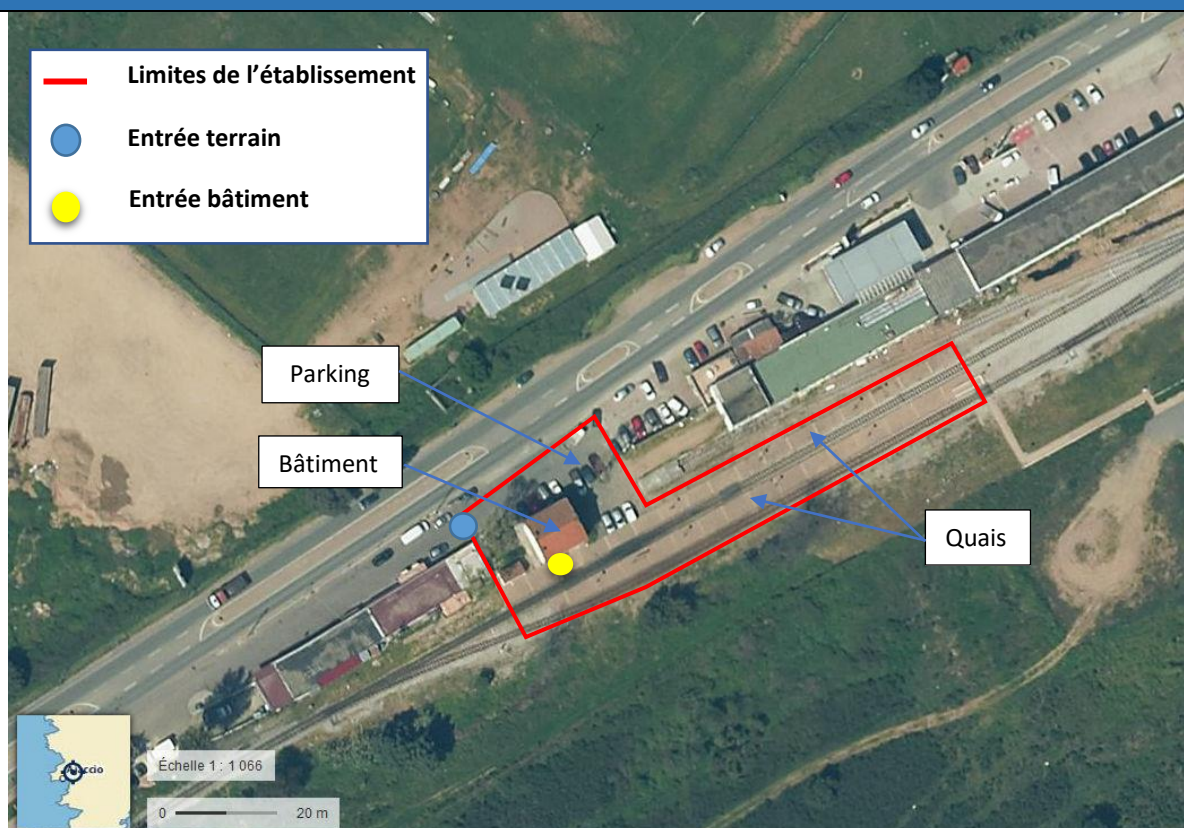 Limites de l’établissement
Entrée terrain
Entrée bâtiment
Parking
Bâtiment
Quais
Échelle 1 : 1 066
0 20 m